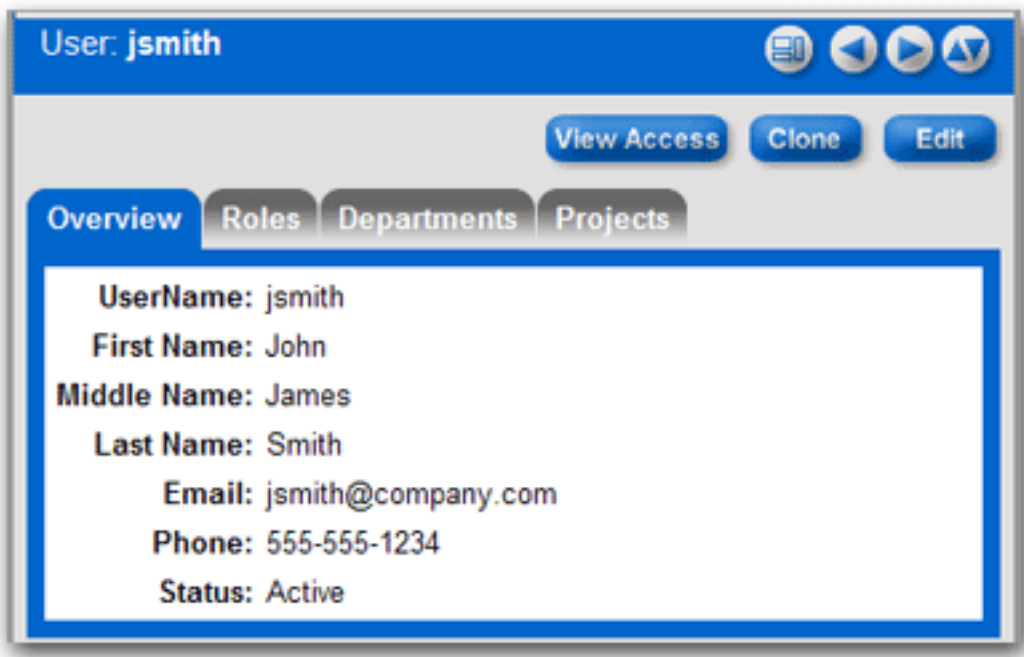 User: jsmith
View Access Clone Edit
Overview Roles Departments Projects
UserName: jsmith
First Name: John
Middle Name: James
Last Name: Smith
Email: jsmith@company.com
Phone: 555-555-1234
Status: Active